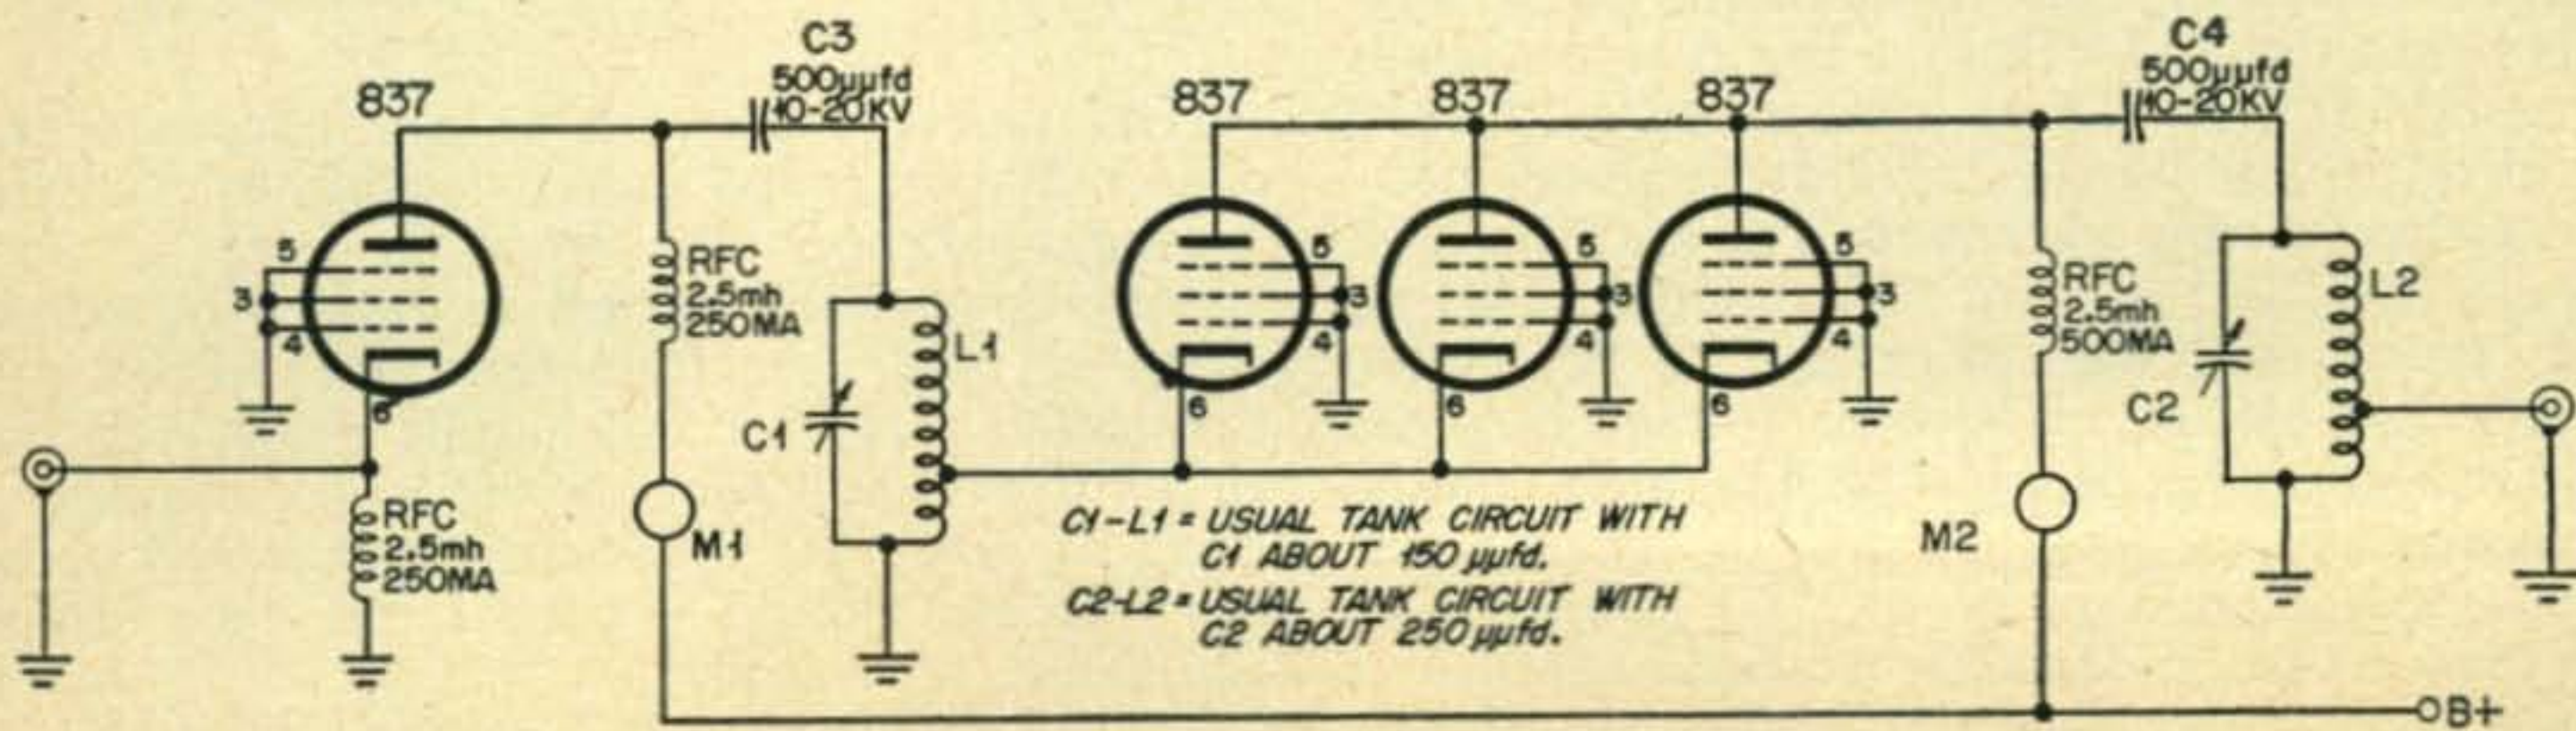 837
C3
500µµfd
10-20KV
5
3
4
6
RFC
2.5mh
250MA
RFC
2.5mh
250MA
M1
C1
L1
837
837
837
5
3
4
6
5
3
4
6
5
3
4
6
C1-L1 = USUAL TANK CIRCUIT WITH
C1 ABOUT 150 µµfd.
C2-L2 = USUAL TANK CIRCUIT WITH
C2 ABOUT 250 µµfd.
C4
500µµfd
10-20KV
RFC
2.5mh
500MA
M2
C2
L2
B+